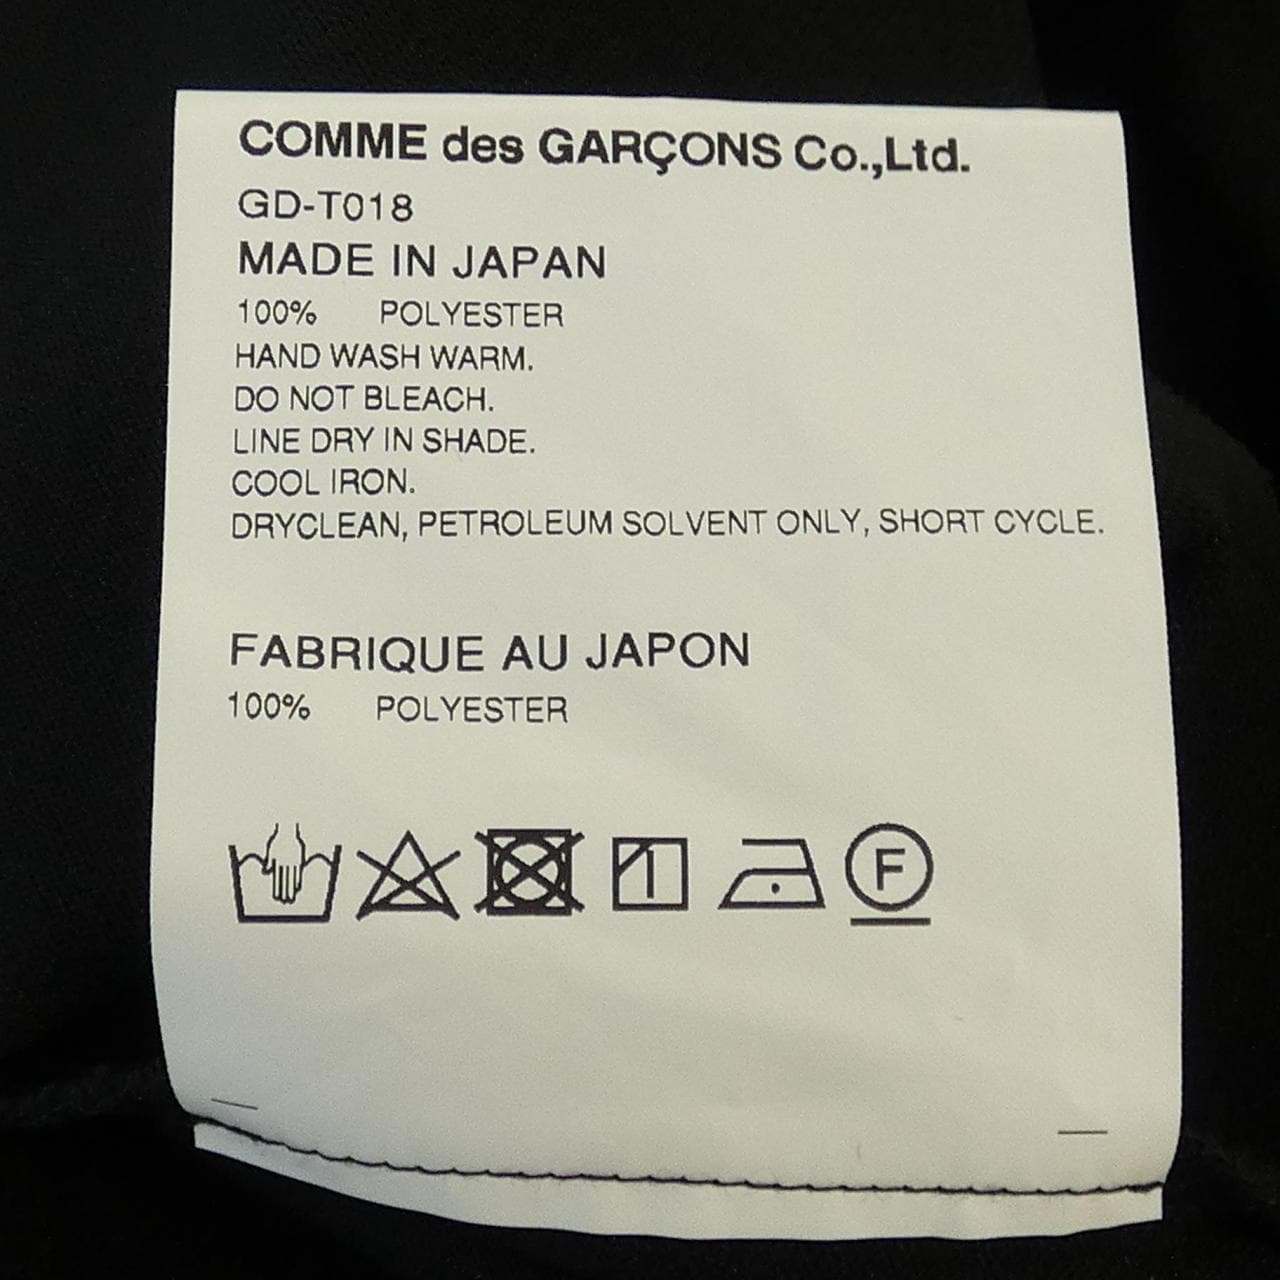 COMME des GARÇONS Co.,Ltd.
GD-T018
MADE IN JAPAN
100% POLYESTER
HAND WASH WARM.
DO NOT BLEACH.
LINE DRY IN SHADE.
COOL IRON.
DRYCLEAN, PETROLEUM SOLVENT ONLY, SHORT CYCLE.
FABRIQUE AU JAPON
100% POLYESTER
F